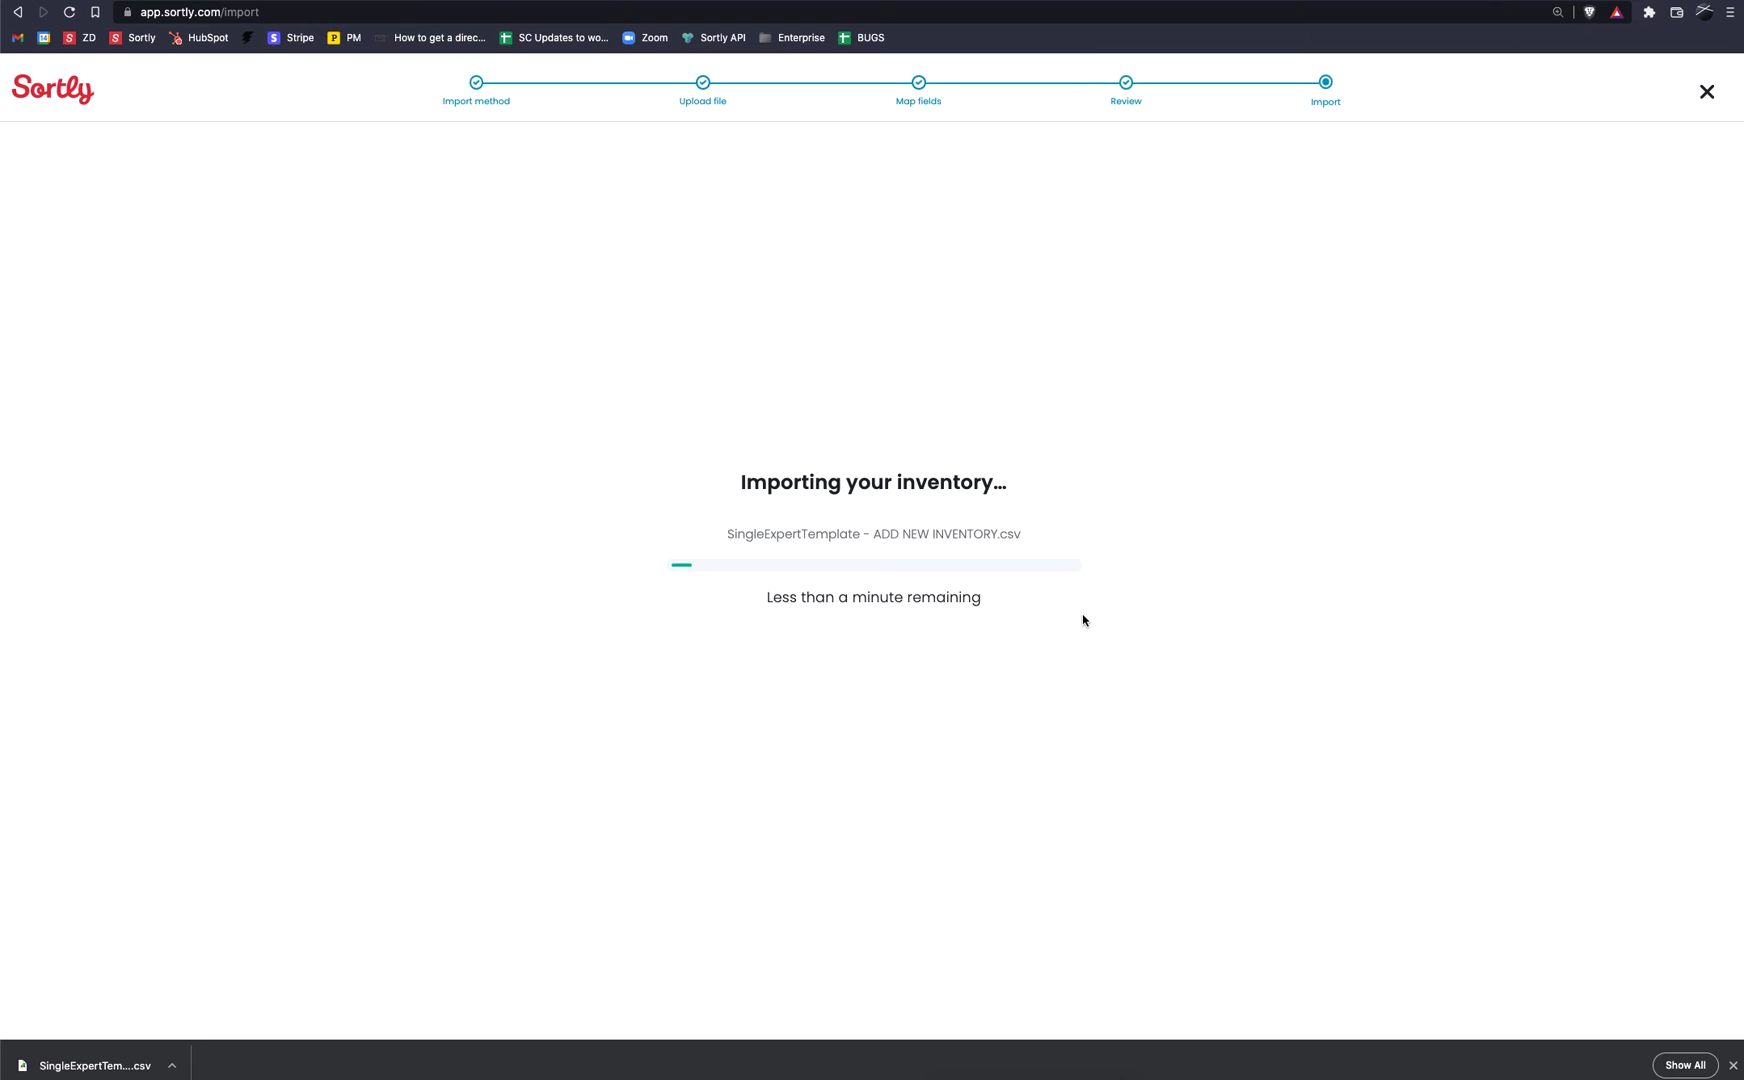 app.sortly.com/import
14
S ZD
S Sortly
HubSpot
S Stripe
P PM
How to get a direc...
SC Updates to wo...
Zoom
Sortly API
Enterprise
BUGS
Sortly
Import method
Upload file
Map fields
Review
Import
Importing your inventory...
SingleExpertTemplate - ADD NEW INVENTORY.csv
Less than a minute remaining
SingleExpertTem....csv
Show All